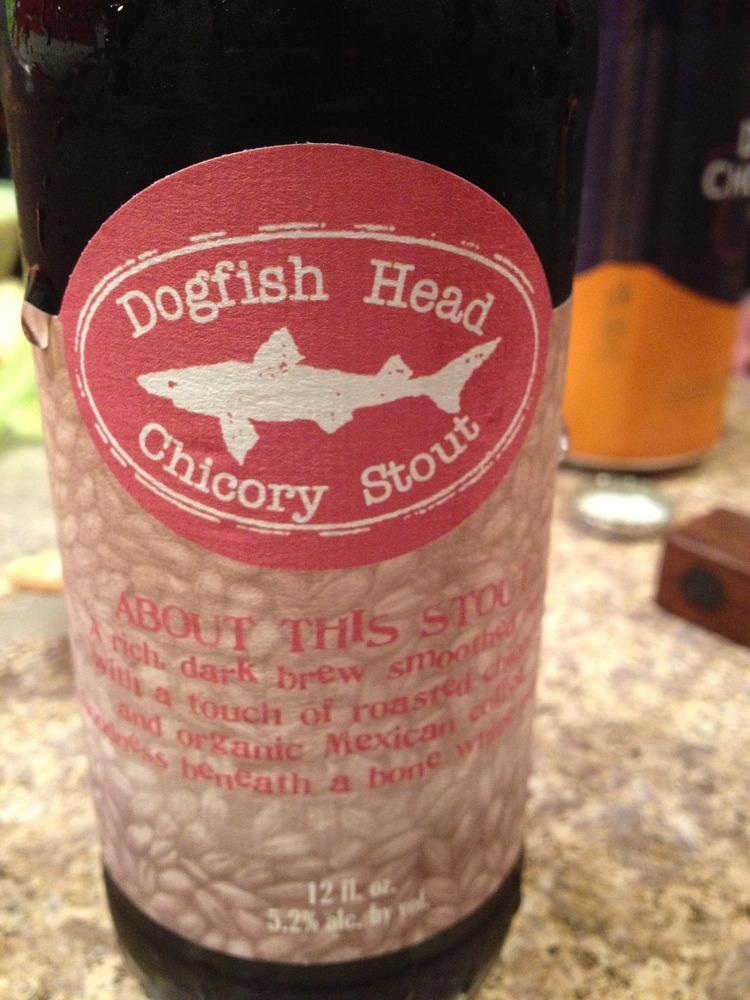 Dogfish Head
Chicory Stout
ABOUT THIS STOUT
A rich, dark brew smoothed
with a touch of roasted
and organic Mexican
beneath a bone
12 fl. oz.
5.2% alc. by vol.